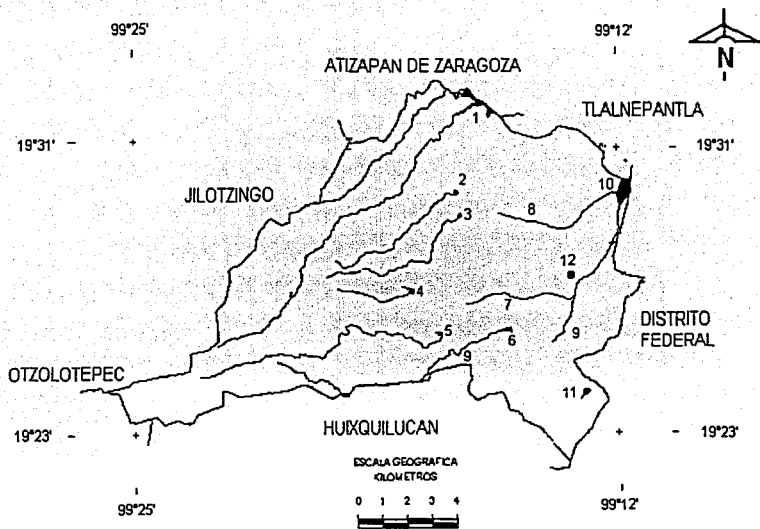 99°25'
99°12'
N
ATIZAPAN DE ZARAGOZA
TLALNEPANTLA
1
19°31'
19°31'
10
2
JILOTZINGO
8
3
12
4
7
DISTRITO
FEDERAL
5
6
9
9
OTZOLOTEPEC
11
HUIXQUILUCAN
19°23'
19°23'
ESCALA GEOGRAFICA
KILOMETROS
99°25'
0 1 2 3 4
99°12'